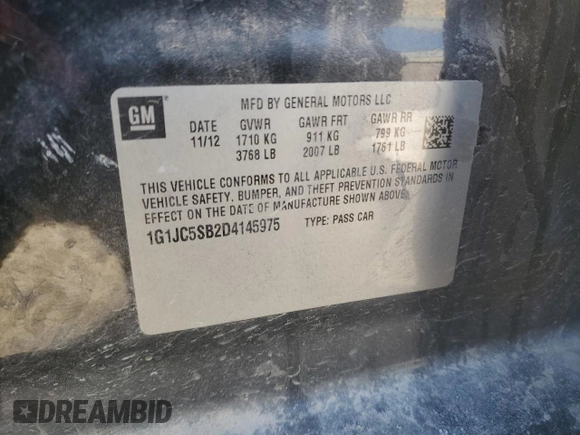 GM
MFD BY GENERAL MOTORS LLC
DATE GVWR GAWR FRT GAWR RR
11/12 1710 KG 911 KG 799 KG
3768 LB 2007 LB 1761 LB
THIS VEHICLE CONFORMS TO ALL APPLICABLE U.S. FEDERAL MOTOR
VEHICLE SAFETY, BUMPER, AND THEFT PREVENTION STANDARDS IN
EFFECT ON THE DATE OF MANUFACTURE SHOWN ABOVE.
1G1JC5SB2D4145975 TYPE: PASS CAR
DREAMBID